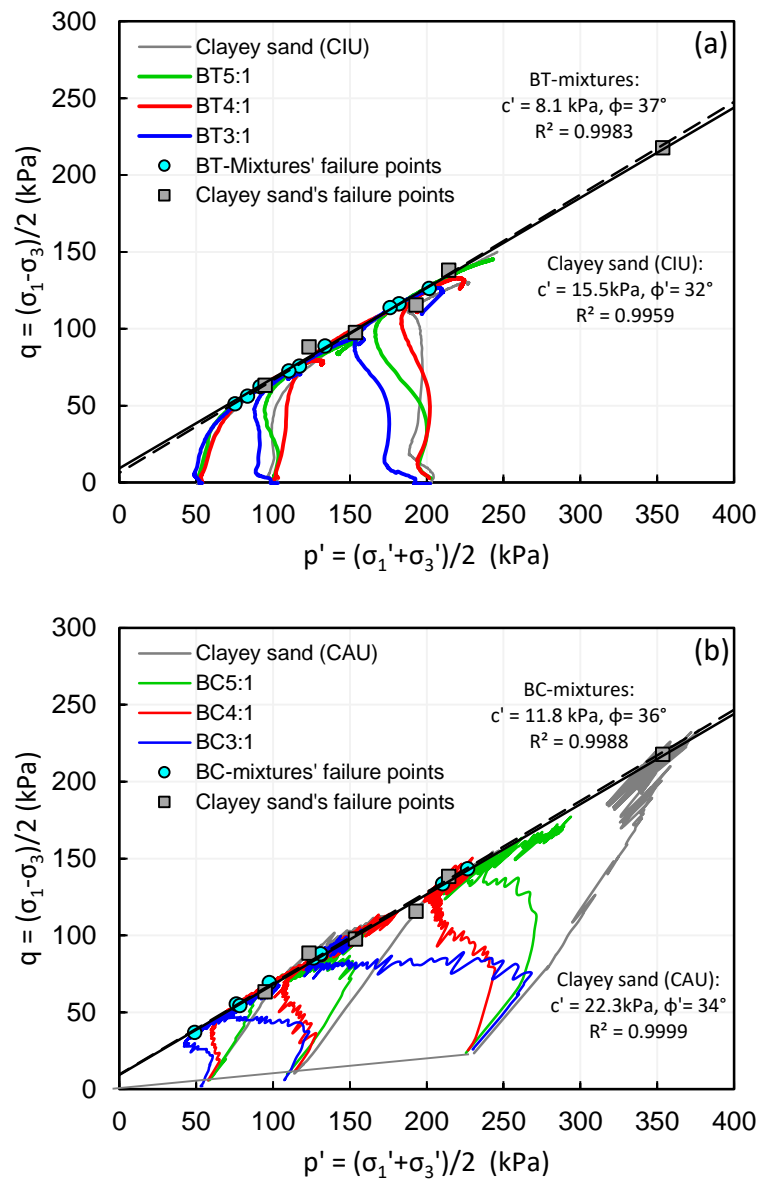 (a)
300
250
200
150
100
50
0
q = (σ₁-σ₃)/2 (kPa)
Clayey sand (CIU)
BT5:1
BT4:1
BT3:1
BT-Mixtures' failure points
Clayey sand's failure points
BT-mixtures:
c' = 8.1 kPa, ϕ= 37°
R² = 0.9983
Clayey sand (CIU):
c' = 15.5kPa, ϕ'= 32°
R² = 0.9959
0 50 100 150 200 250 300 350 400
p' = (σ₁'+σ₃')/2 (kPa)
(b)
300
250
200
150
100
50
0
q = (σ₁-σ₃)/2 (kPa)
Clayey sand (CAU)
BC5:1
BC4:1
BC3:1
BC-mixtures' failure points
Clayey sand's failure points
BC-mixtures:
c' = 11.8 kPa, ϕ= 36°
R² = 0.9988
Clayey sand (CAU):
c' = 22.3kPa, ϕ'= 34°
R² = 0.9999
0 50 100 150 200 250 300 350 400
p' = (σ₁'+σ₃')/2 (kPa)